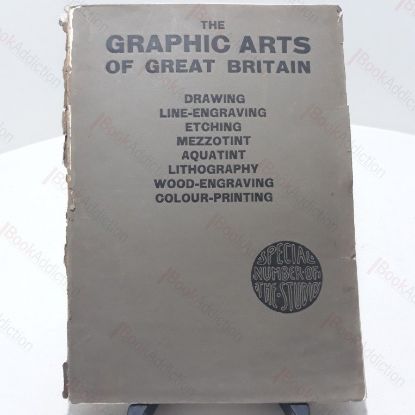 THE
GRAPHIC ARTS
OF GREAT BRITAIN
DRAWING
LINE-ENGRAVING
ETCHING
MEZZOTINT
AQUATINT
LITHOGRAPHY
WOOD-ENGRAVING
COLOUR-PRINTING
SPECIAL
NUMBER·OF·
THE·STUDIO
BookAddiction